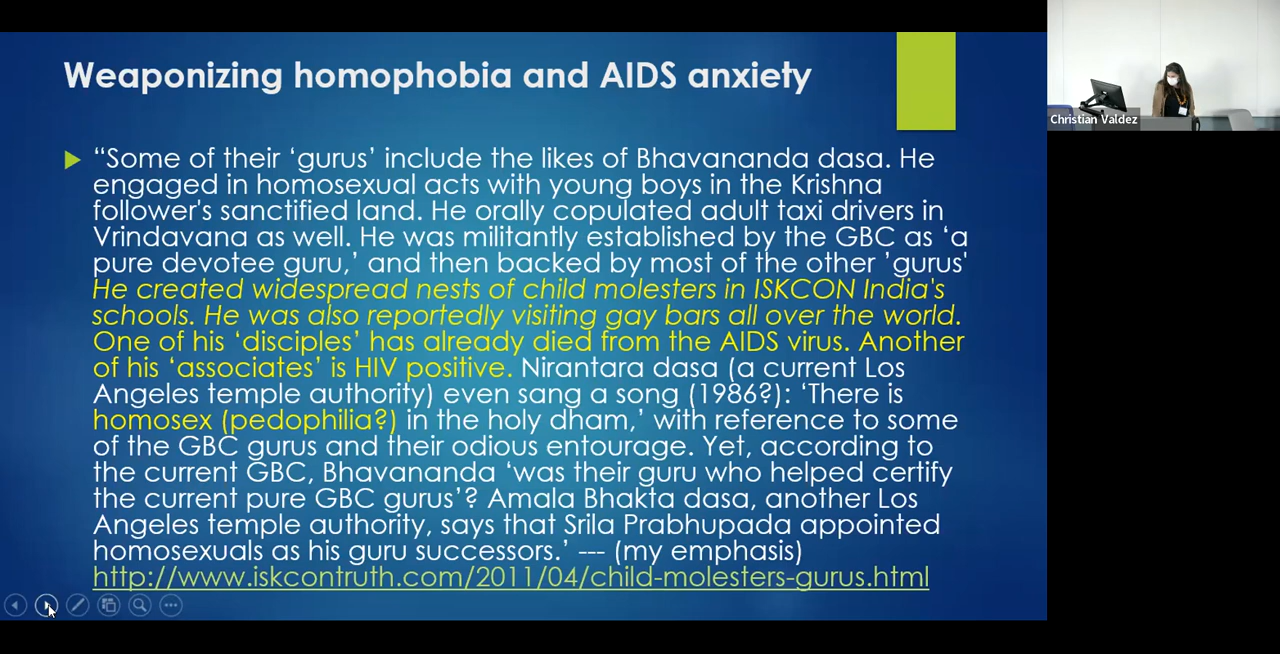 Weaponizing homophobia and AIDS anxiety
“Some of their ‘gurus’ include the likes of Bhavananda dasa. He
engaged in homosexual acts with young boys in the Krishna
follower's sanctified land. He orally copulated adult taxi drivers in
Vrindavana as well. He was militantly established by the GBC as ‘a
pure devotee guru,’ and then backed by most of the other ’gurus'
He created widespread nests of child molesters in ISKCON India's
schools. He was also reportedly visiting gay bars all over the world.
One of his ‘disciples’ has already died from the AIDS virus. Another
of his ‘associates’ is HIV positive. Nirantara dasa (a current Los
Angeles temple authority) even sang a song (1986?): ‘There is
homosex (pedophilia?) in the holy dham,’ with reference to some
of the GBC gurus and their odious entourage. Yet, according to
the current GBC, Bhavananda ‘was their guru who helped certify
the current pure GBC gurus’? Amala Bhakta dasa, another Los
Angeles temple authority, says that Srila Prabhupada appointed
homosexuals as his guru successors.’ --- (my emphasis)
http://www.iskcontruth.com/2011/04/child-molesters-gurus.html
Christian Valdez